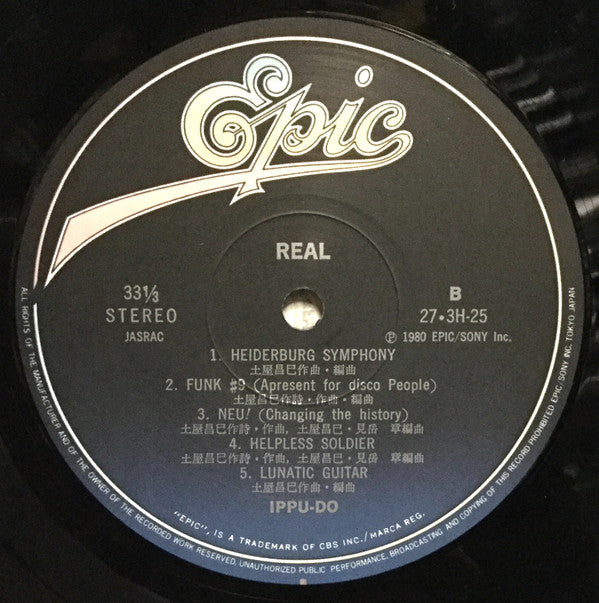 Epic
REAL
33⅓
STEREO
JASRAC
B
27・3H-25
Ⓟ 1980 EPIC/SONY Inc.
1. HEIDERBURG SYMPHONY
土屋昌巳作曲・編曲
2. FUNK #9 (Apresent for disco People)
土屋昌巳作詩・作曲・編曲
3. NEU! (Changing the history)
土屋昌巳作詩・作曲, 土屋昌巳・見岳 章編曲
4. HELPLESS SOLDIER
土屋昌巳作詩・作曲, 土屋昌巳・見岳 章編曲
5. LUNATIC GUITAR
土屋昌巳作曲・編曲
IPPU-DO
"EPIC", IS A TRADEMARK OF CBS INC./MARCA REG.
ALL RIGHTS OF THE MANUFACTURER AND OF THE OWNER OF THE RECORDED WORK RESERVED. UNAUTHORIZED PUBLIC PERFORMANCE, BROADCASTING AND COPYING OF THIS RECORD PROHIBITED EPIC/SONY INC. TOKYO JAPAN